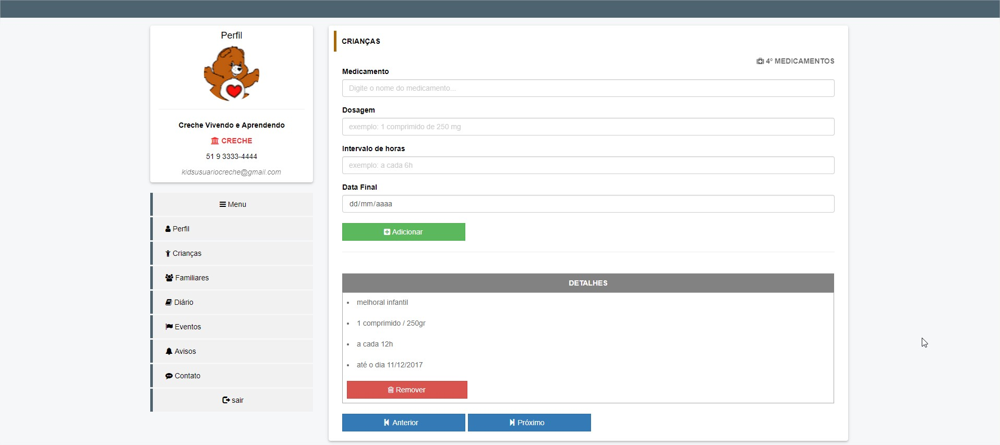 Perfil
Creche Vivendo e Aprendendo
CRECHE
51 9 3333-4444
kidsusuariocreche@gmail.com
Menu
Perfil
Crianças
Familiares
Diário
Eventos
Avisos
Contato
sair
CRIANÇAS
4º MEDICAMENTOS
Medicamento
Digite o nome do medicamento...
Dosagem
exemplo: 1 comprimido de 250 mg
Intervalo de horas
exemplo: a cada 6h
Data Final
dd/mm/aaaa
Adicionar
DETALHES
melhoral infantil
1 comprimido / 250gr
a cada 12h
até o dia 11/12/2017
Remover
Anterior
Próximo